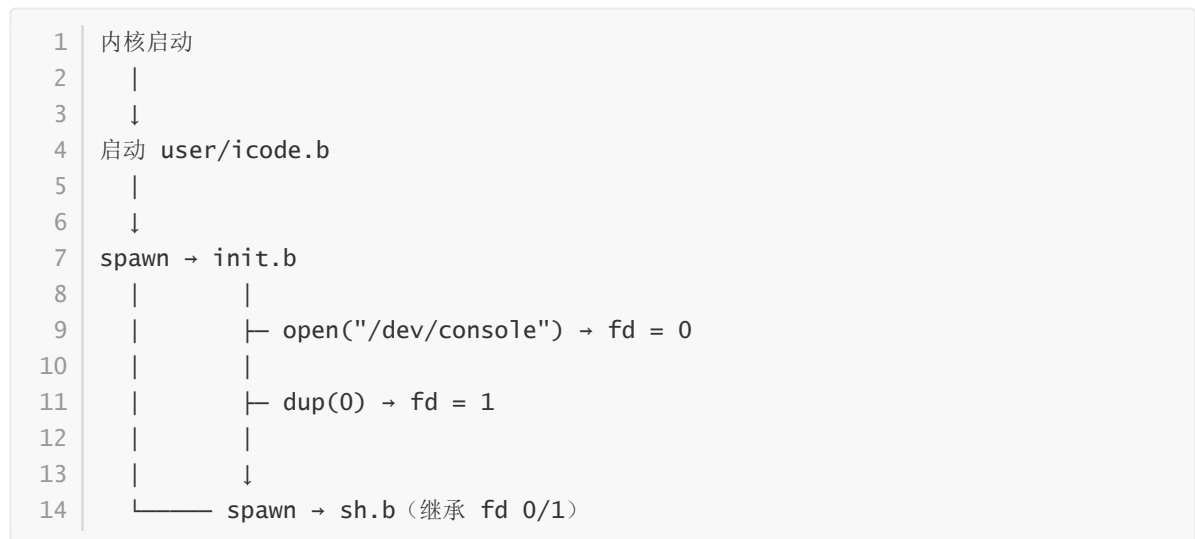 1 内核启动
2   |
3   ↓
4 启动 user/icode.b
5   |
6   ↓
7 spawn → init.b
8   |       |
9   |       ├─ open("/dev/console") → fd = 0
10   |       |
11   |       ├─ dup(0) → fd = 1
12   |       |
13   |       ↓
14   └───── spawn → sh.b（继承 fd 0/1）